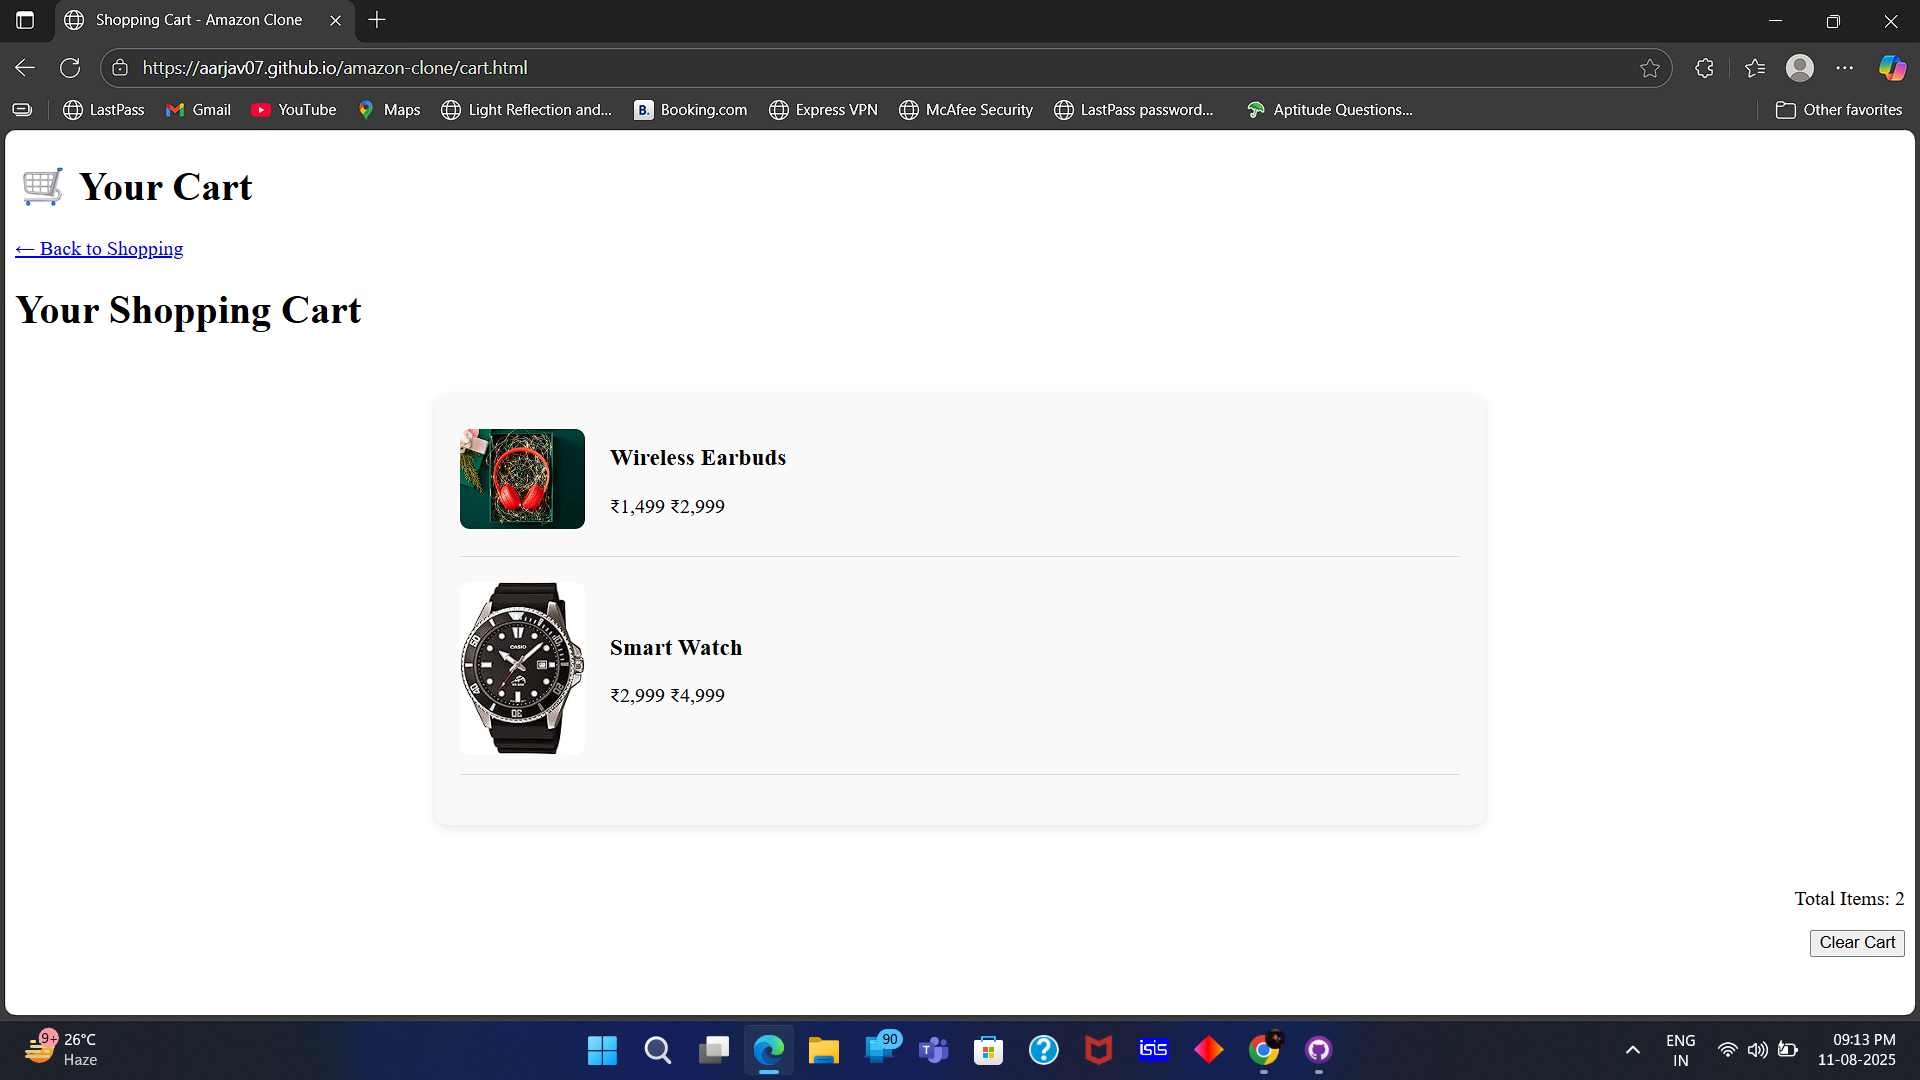 Shopping Cart - Amazon Clone
https://aarjav07.github.io/amazon-clone/cart.html
LastPass Gmail YouTube Maps Light Reflection and... B. Booking.com Express VPN McAfee Security LastPass password... Aptitude Questions... Other favorites
Your Cart
← Back to Shopping
Your Shopping Cart
Wireless Earbuds
₹1,499 ₹2,999
CASIO
Smart Watch
₹2,999 ₹4,999
Total Items: 2
Clear Cart
9+ 26°C
Haze
90
isis
ENG
IN
09:13 PM
11-08-2025